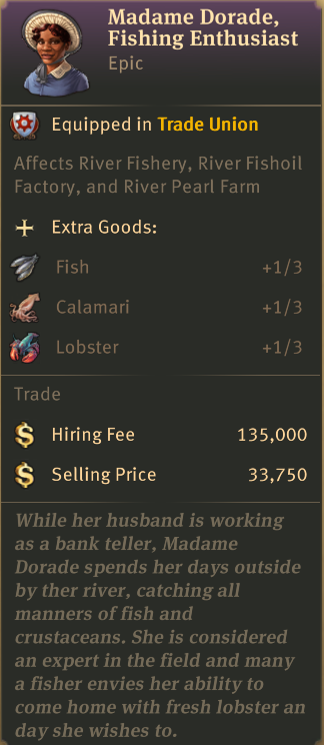 Madame Dorade,
Fishing Enthusiast
Epic
Equipped in Trade Union
Affects River Fishery, River Fishoil
Factory, and River Pearl Farm
Extra Goods:
Fish +1/3
Calamari +1/3
Lobster +1/3
Trade
Hiring Fee 135,000
Selling Price 33,750
While her husband is working
as a bank teller, Madame
Dorade spends her days outside
by ther river, catching all
manners of fish and
crustaceans. She is considered
an expert in the field and many
a fisher envies her ability to
come home with fresh lobster an
day she wishes to.